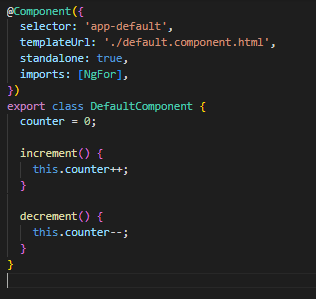 @Component({
  selector: 'app-default',
  templateUrl: './default.component.html',
  standalone: true,
  imports: [NgFor],
})
export class DefaultComponent {
  counter = 0;

  increment() {
    this.counter++;
  }

  decrement() {
    this.counter--;
  }
}